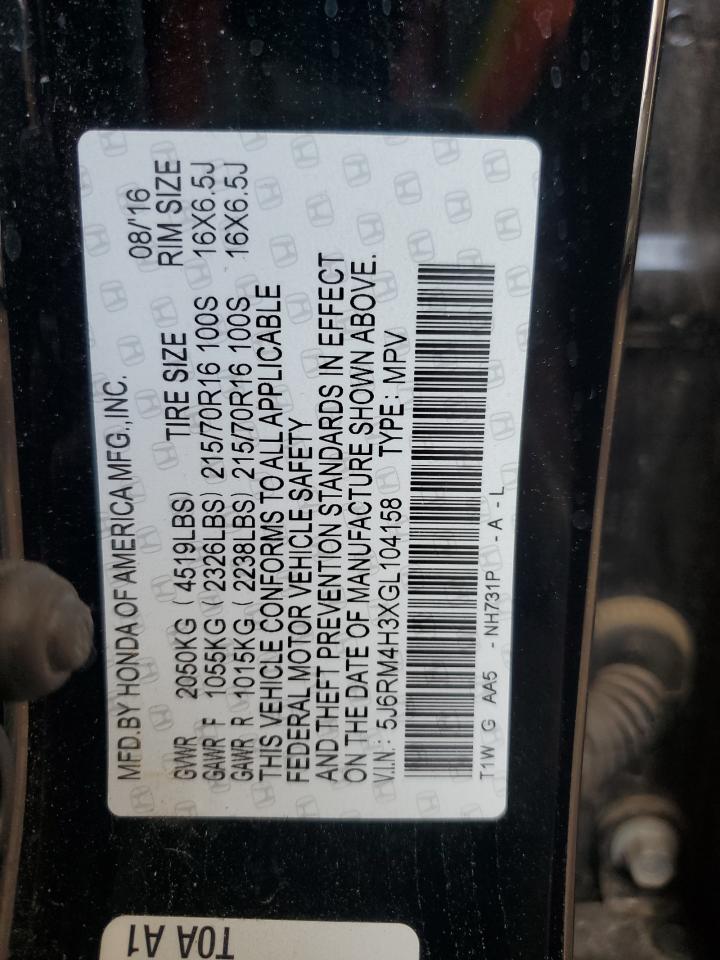 MFD. BY HONDA OF AMERICA MFG., INC. 08/'16
GVWR 2050KG ( 4519LBS) TIRE SIZE RIM SIZE
GAWR F 1055KG ( 2326LBS) 215/70R16 100S 16X6.5J
GAWR R 1015KG ( 2238LBS) 215/70R16 100S 16X6.5J
THIS VEHICLE CONFORMS TO ALL APPLICABLE
FEDERAL MOTOR VEHICLE SAFETY
AND THEFT PREVENTION STANDARDS IN EFFECT
ON THE DATE OF MANUFACTURE SHOWN ABOVE.
V.I.N.: 5J6RM4H3XGL104158 TYPE: MPV
T1W G AA5 - NH731P - A - L
T0A A1